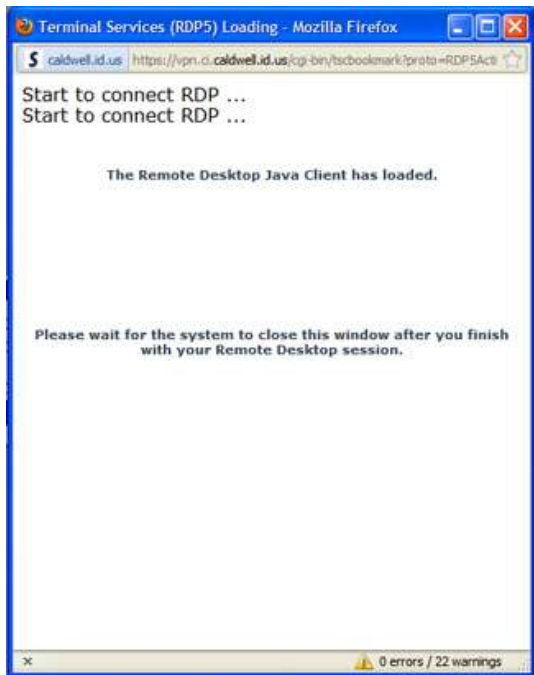 Terminal Services (RDP5) Loading - Mozilla Firefox
caldwell.id.us https://vpn.ci.caldwell.id.us/cgi-bin/tscbookmark?proto=RDP5Acti
Start to connect RDP ...
Start to connect RDP ...
The Remote Desktop Java Client has loaded.
Please wait for the system to close this window after you finish
with your Remote Desktop session.
0 errors / 22 warnings